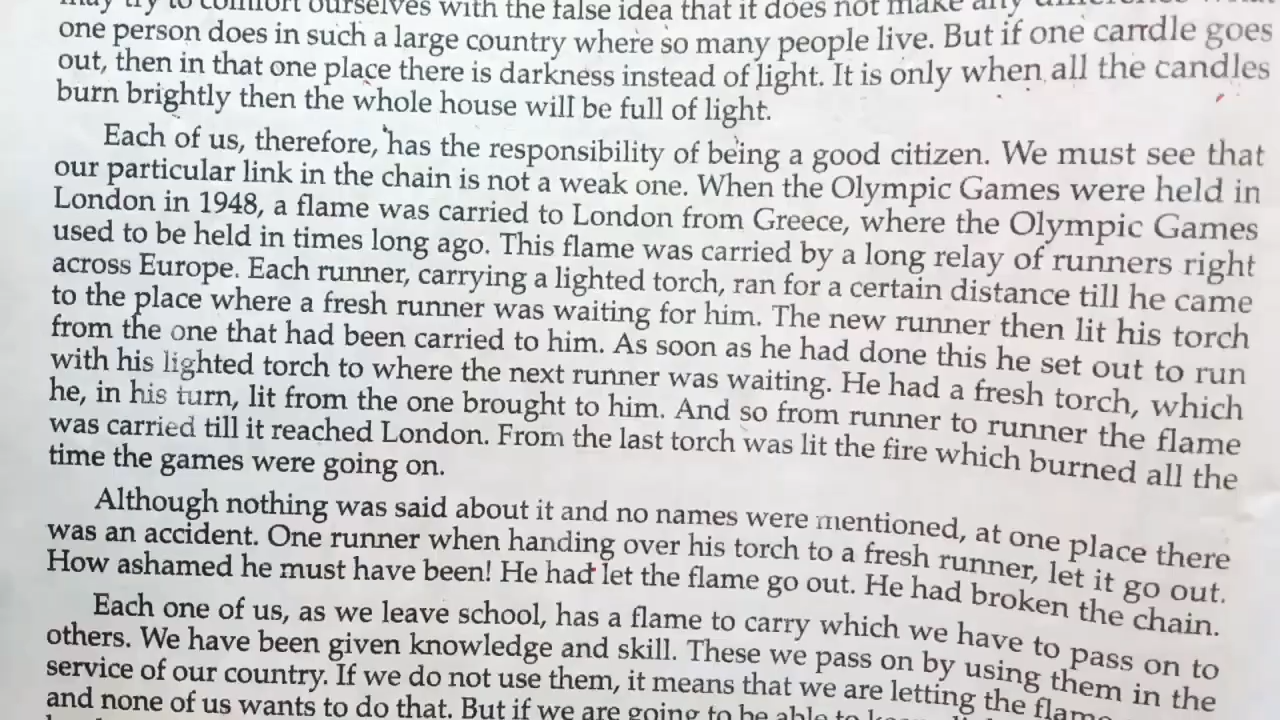 may try to comfort ourselves with the false idea that it does not make any difference what
one person does in such a large country where so many people live. But if one candle goes
out, then in that one place there is darkness instead of light. It is only when all the candles
burn brightly then the whole house will be full of light.
Each of us, therefore, has the responsibility of being a good citizen. We must see that
our particular link in the chain is not a weak one. When the Olympic Games were held in
London in 1948, a flame was carried to London from Greece, where the Olympic Games
used to be held in times long ago. This flame was carried by a long relay of runners right
across Europe. Each runner, carrying a lighted torch, ran for a certain distance till he came
to the place where a fresh runner was waiting for him. The new runner then lit his torch
from the one that had been carried to him. As soon as he had done this he set out to run
with his lighted torch to where the next runner was waiting. He had a fresh torch, which
he, in his turn, lit from the one brought to him. And so from runner to runner the flame
was carried till it reached London. From the last torch was lit the fire which burned all the
time the games were going on.
Although nothing was said about it and no names were mentioned, at one place there
was an accident. One runner when handing over his torch to a fresh runner, let it go out.
How ashamed he must have been! He had let the flame go out. He had broken the chain.
Each one of us, as we leave school, has a flame to carry which we have to pass on to
others. We have been given knowledge and skill. These we pass on by using them in the
service of our country. If we do not use them, it means that we are letting the flame
and none of us wants to do that. But if we are going to be able to